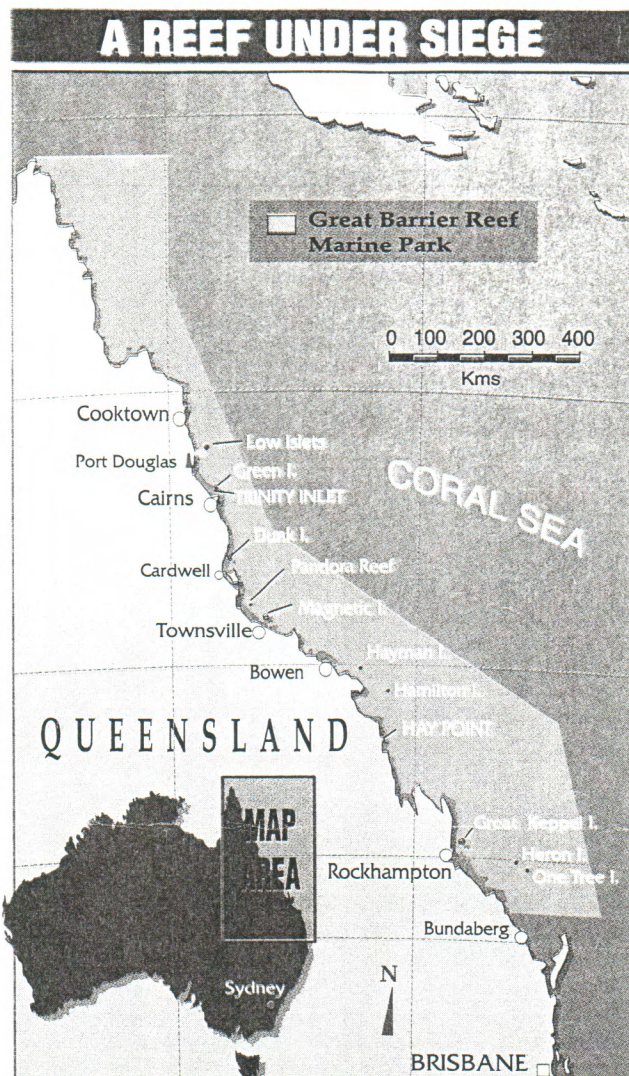 A REEF UNDER SIEGE
Great Barrier Reef
Marine Park
0 100 200 300 400
Kms
Cooktown
Low Islets
Port Douglas
Green I.
TRINITY INLET
Cairns
CORAL SEA
Dunk I.
Cardwell
Pandora Reef
Magnetic I.
Townsville
Hayman I.
Bowen
Hamilton I.
QUEENSLAND
HAY POINT
MAP
AREA
Great Keppel I.
Heron I.
Rockhampton
One Tree I.
Bundaberg
N
Sydney
BRISBANE